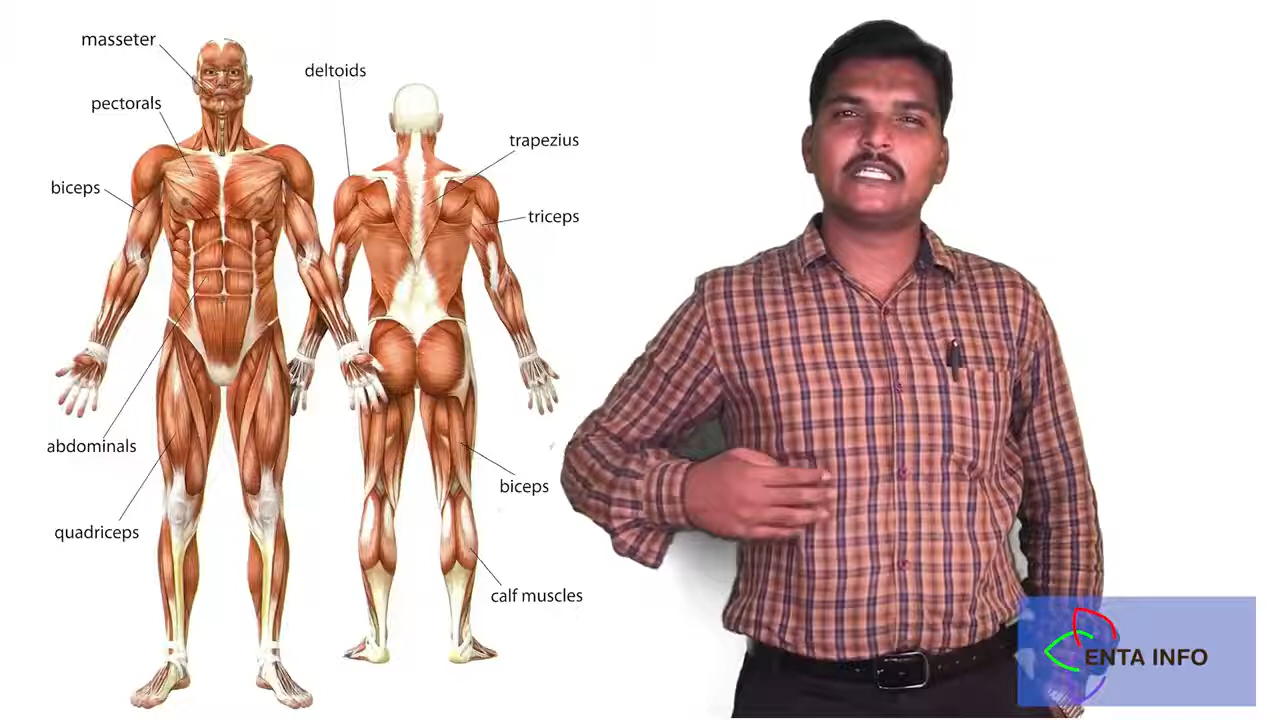 masseter
deltoids
pectorals
trapezius
biceps
triceps
abdominals
biceps
quadriceps
calf muscles
ENTA INFO